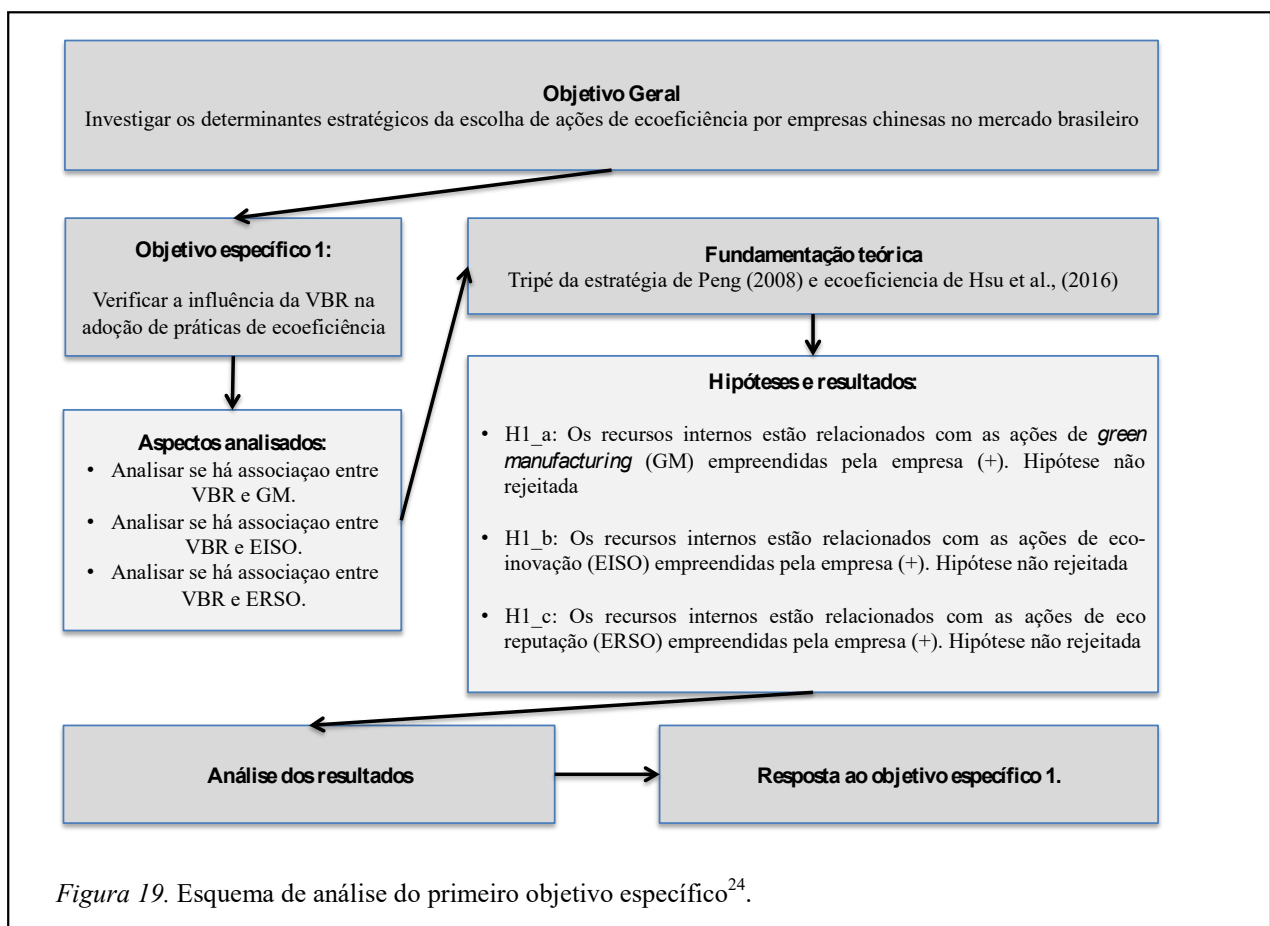 Objetivo Geral
Investigar os determinantes estratégicos da escolha de ações de ecoeficiência por empresas chinesas no mercado brasileiro
Objetivo específico 1:
Verificar a influência da VBR na
adoção de práticas de ecoeficiência
Aspectos analisados:
• Analisar se há associaçao entre
VBR e GM.
• Analisar se há associaçao entre
VBR e EISO.
• Analisar se há associaçao entre
VBR e ERSO.
Fundamentação teórica
Tripé da estratégia de Peng (2008) e ecoeficiencia de Hsu et al., (2016)
Hipóteses e resultados:
• H1_a: Os recursos internos estão relacionados com as ações de green
manufacturing (GM) empreendidas pela empresa (+). Hipótese não
rejeitada
• H1_b: Os recursos internos estão relacionados com as ações de eco-
inovação (EISO) empreendidas pela empresa (+). Hipótese não rejeitada
• H1_c: Os recursos internos estão relacionados com as ações de eco
reputação (ERSO) empreendidas pela empresa (+). Hipótese não rejeitada
Análise dos resultados
Resposta ao objetivo específico 1.
Figura 19. Esquema de análise do primeiro objetivo específico24.